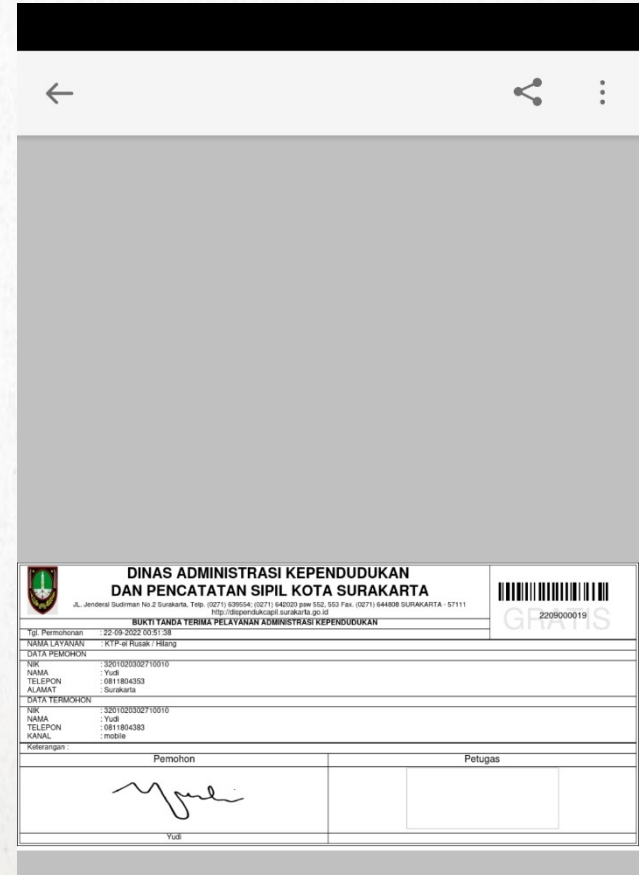 DINAS ADMINISTRASI KEPENDUDUKAN
DAN PENCATATAN SIPIL KOTA SURAKARTA
JL. Jenderal Sudirman No.2 Surakarta, Telp. (0271) 639554; (0271) 642020 psw 552, 553 Fax. (0271) 644808 SURAKARTA - 57111
http://dispendukcapil.surakarta.go.id
BUKTI TANDA TERIMA PELAYANAN ADMINISTRASI KEPENDUDUKAN
GRATIS
2209000019
Tgl. Permohonan : 22-09-2022 00:51:38
NAMA LAYANAN : KTP-el Rusak / Hilang
DATA PEMOHON
NIK : 3201020302710010
NAMA : Yudi
TELEPON : 0811804353
ALAMAT : Surakarta
DATA TERMOHON
NIK : 3201020302710010
NAMA : Yudi
TELEPON : 0811804383
KANAL : mobile
Keterangan :
Pemohon Petugas
Yudi
Yudi